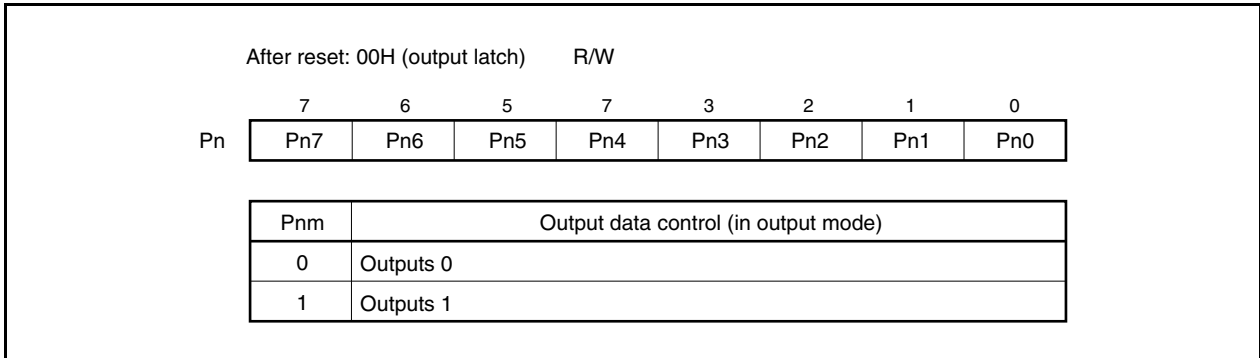 After reset: 00H (output latch) R/W
7 6 5 7 3 2 1 0
Pn Pn7 Pn6 Pn5 Pn4 Pn3 Pn2 Pn1 Pn0
Pnm Output data control (in output mode)
0 Outputs 0
1 Outputs 1